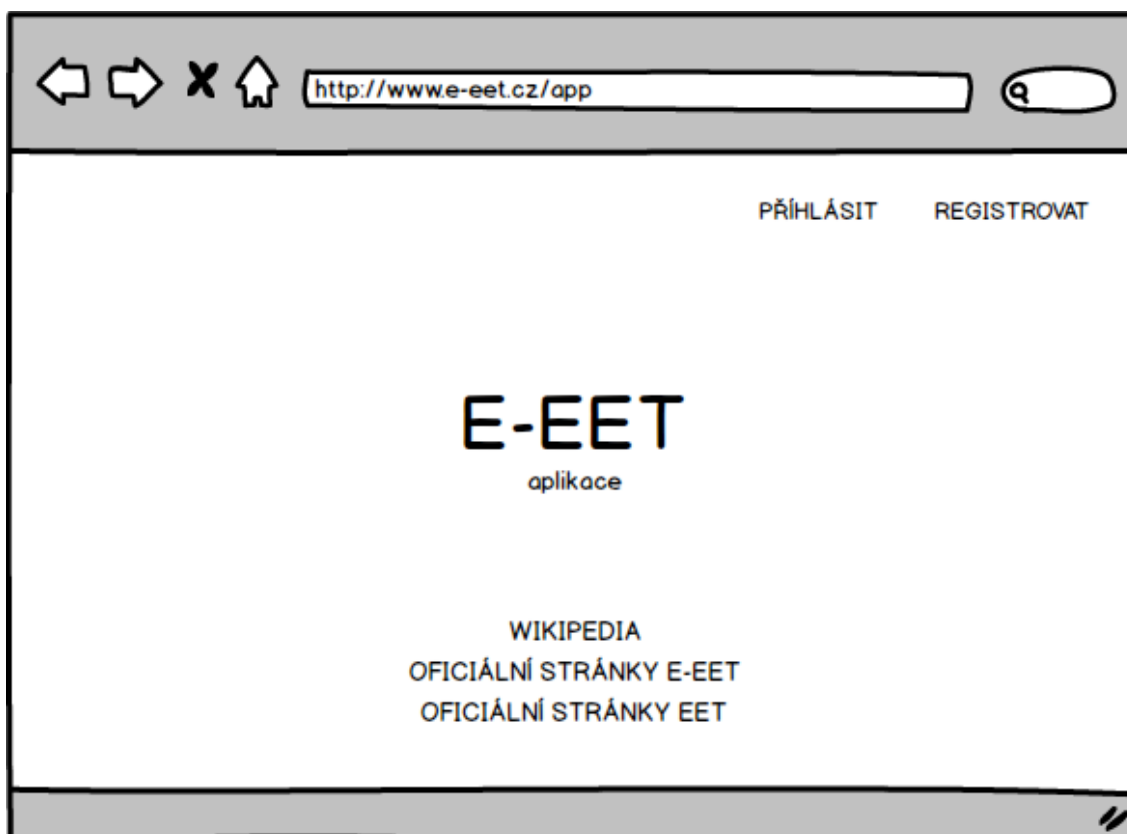 http://www.e-eet.cz/app
PŘÍHLÁSIT REGISTROVAT
E-EET
aplikace
WIKIPEDIA
OFICIÁLNÍ STRÁNKY E-EET
OFICIÁLNÍ STRÁNKY EET